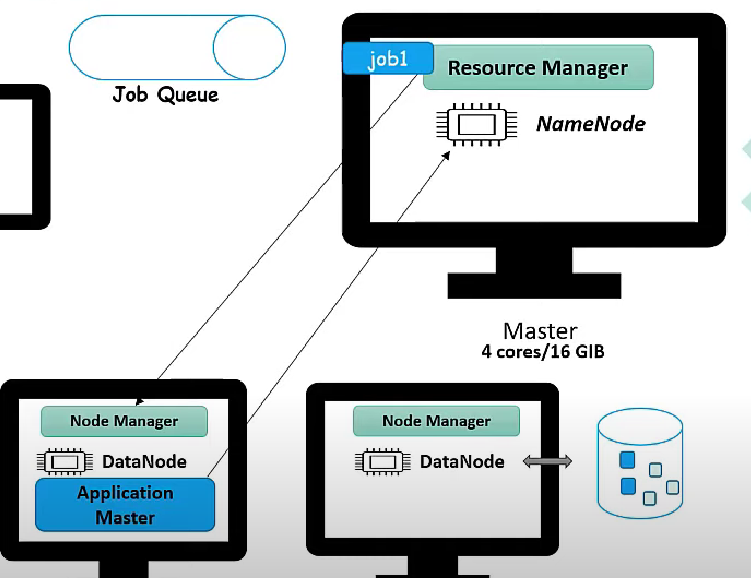 job1
Resource Manager
Job Queue
NameNode
Master
4 cores/16 GIB
Node Manager
DataNode
Application
Master
Node Manager
DataNode